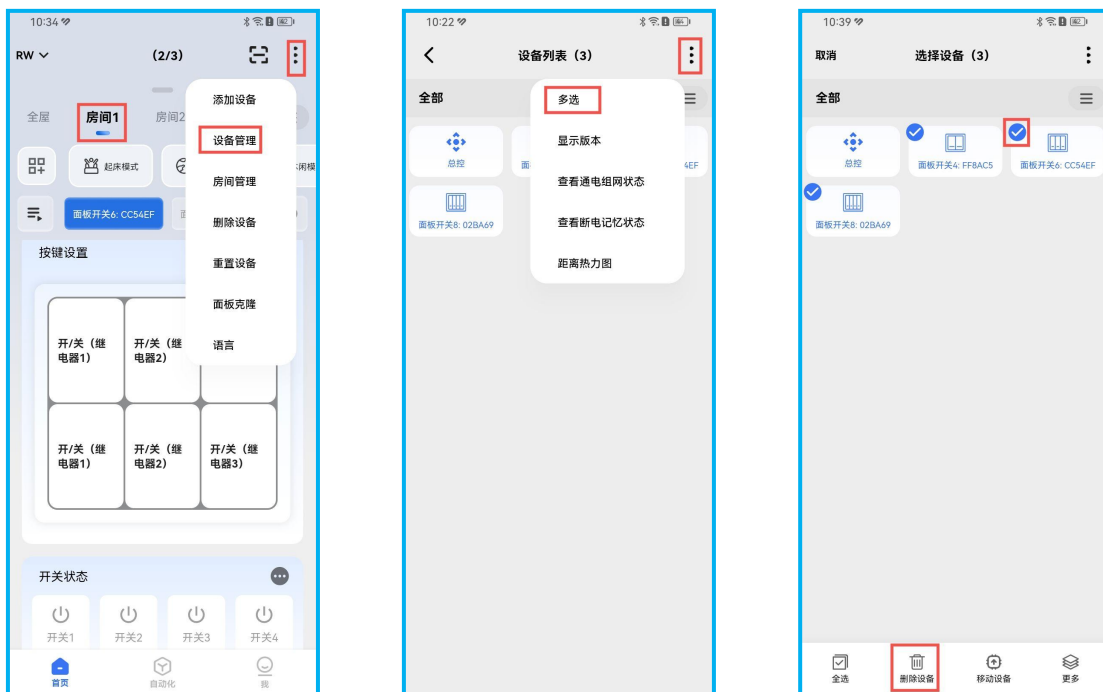 10:34
RW
(2/3)
添加设备
全屋
房间1
房间2
设备管理
起床模式
闲模
房间管理
面板开关6: CC54EF
删除设备
按键设置
重置设备
面板克隆
语言
开/关（继
电器1）
开/关（继
电器2）
开/关（继
电器1）
开/关（继
电器2）
开/关（继
电器3）
开关状态
开关1
开关2
开关3
开关4
首页
自动化
我
10:22
设备列表（3）
全部
多选
显示版本
总控
面
4EF
查看通电组网状态
面板开关8: 02BA69
查看断电记忆状态
距离热力图
10:39
取消
选择设备（3）
全部
总控
面板开关4: FF8AC5
面板开关6: CC54EF
面板开关8: 02BA69
全选
删除设备
移动设备
更多